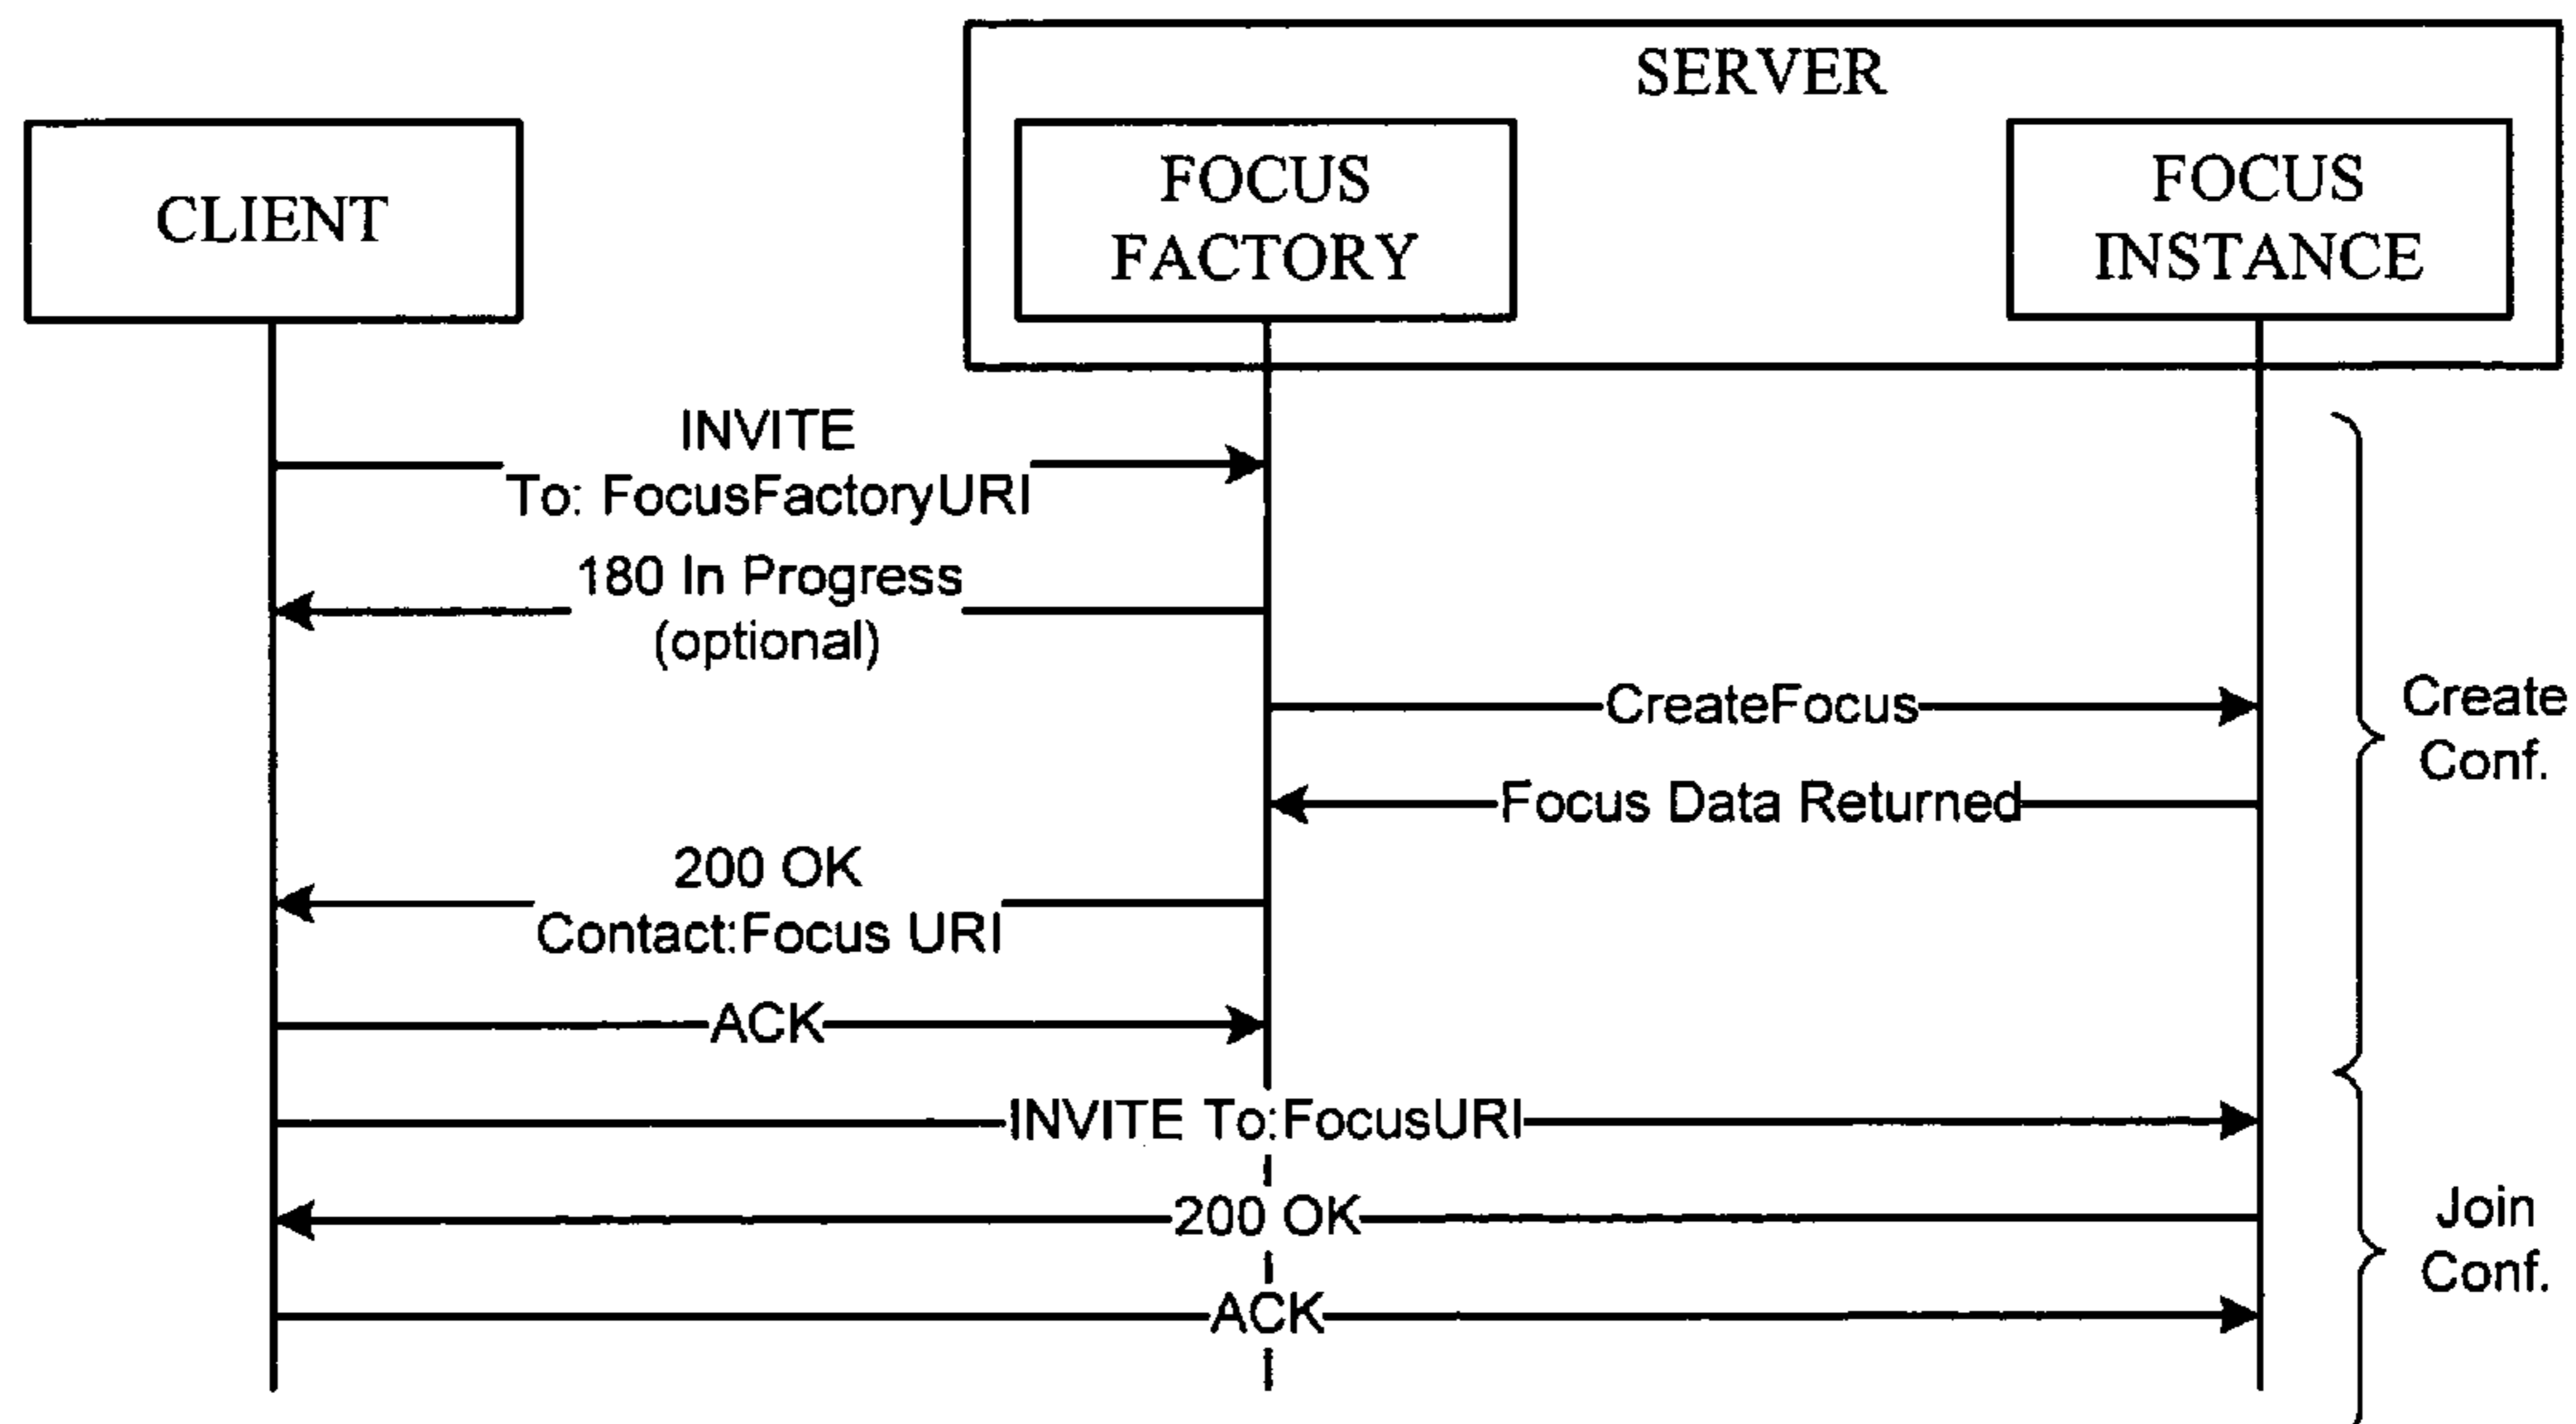 SERVER
CLIENT
FOCUS
FACTORY
FOCUS
INSTANCE
INVITE
To: FocusFactoryURI
180 In Progress
(optional)
CreateFocus
Create
Conf.
Focus Data Returned
200 OK
Contact:Focus URI
ACK
INVITE To:FocusURI
200 OK
Join
Conf.
ACK